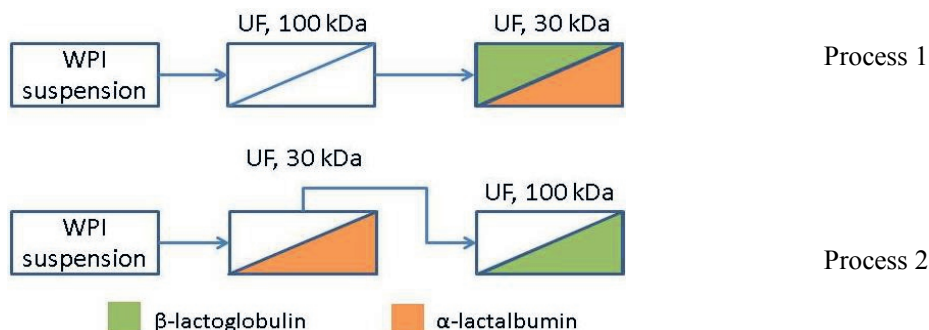 UF, 100 kDa
UF, 30 kDa
WPI
suspension
Process 1
UF, 30 kDa
UF, 100 kDa
WPI
suspension
Process 2
β-lactoglobulin
α-lactalbumin